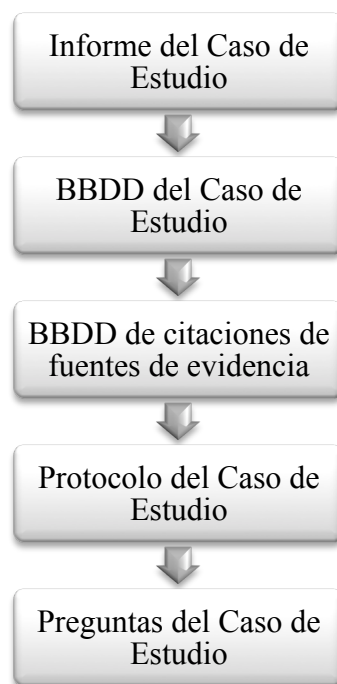 Informe del Caso de
Estudio
BBDD del Caso de
Estudio
BBDD de citaciones de
fuentes de evidencia
Protocolo del Caso de
Estudio
Preguntas del Caso de
Estudio